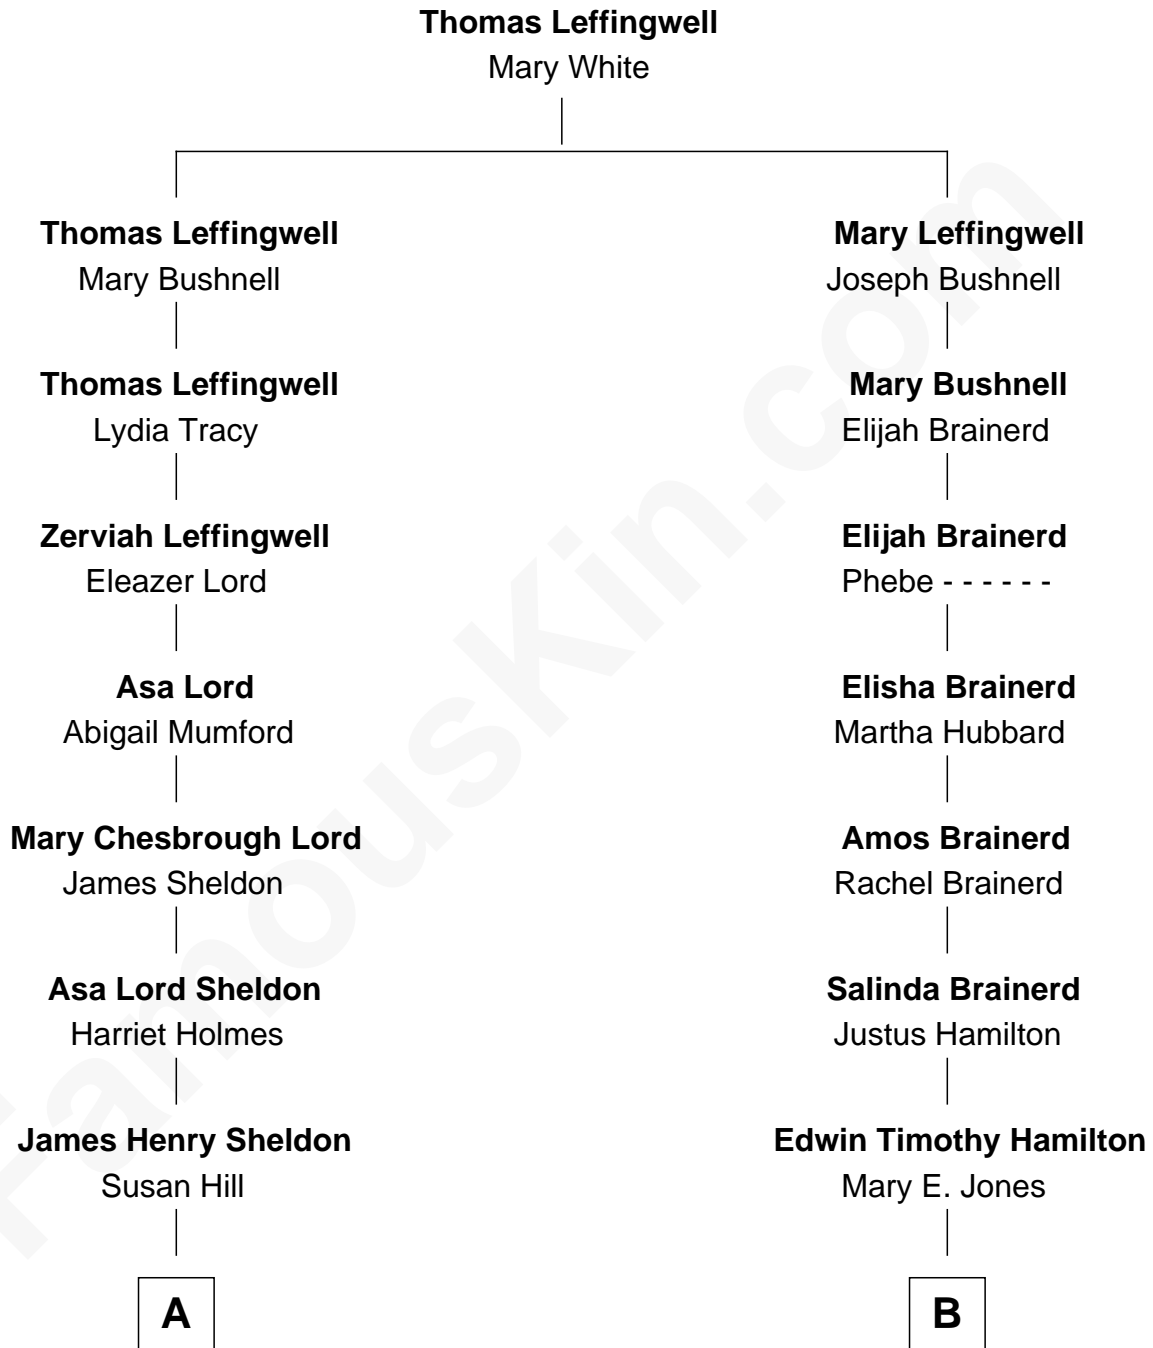 Thomas Leffingwell
Mary White
Thomas Leffingwell
Mary Bushnell
Mary Leffingwell
Joseph Bushnell
Thomas Leffingwell
Lydia Tracy
Mary Bushnell
Elijah Brainerd
Zerviah Leffingwell
Eleazer Lord
Elijah Brainerd
Phebe - - - - - -
Asa Lord
Abigail Mumford
Elisha Brainerd
Martha Hubbard
Mary Chesbrough Lord
James Sheldon
Amos Brainerd
Rachel Brainerd
Asa Lord Sheldon
Harriet Holmes
Salinda Brainerd
Justus Hamilton
James Henry Sheldon
Susan Hill
Edwin Timothy Hamilton
Mary E. Jones
A
B
FamousKin.com